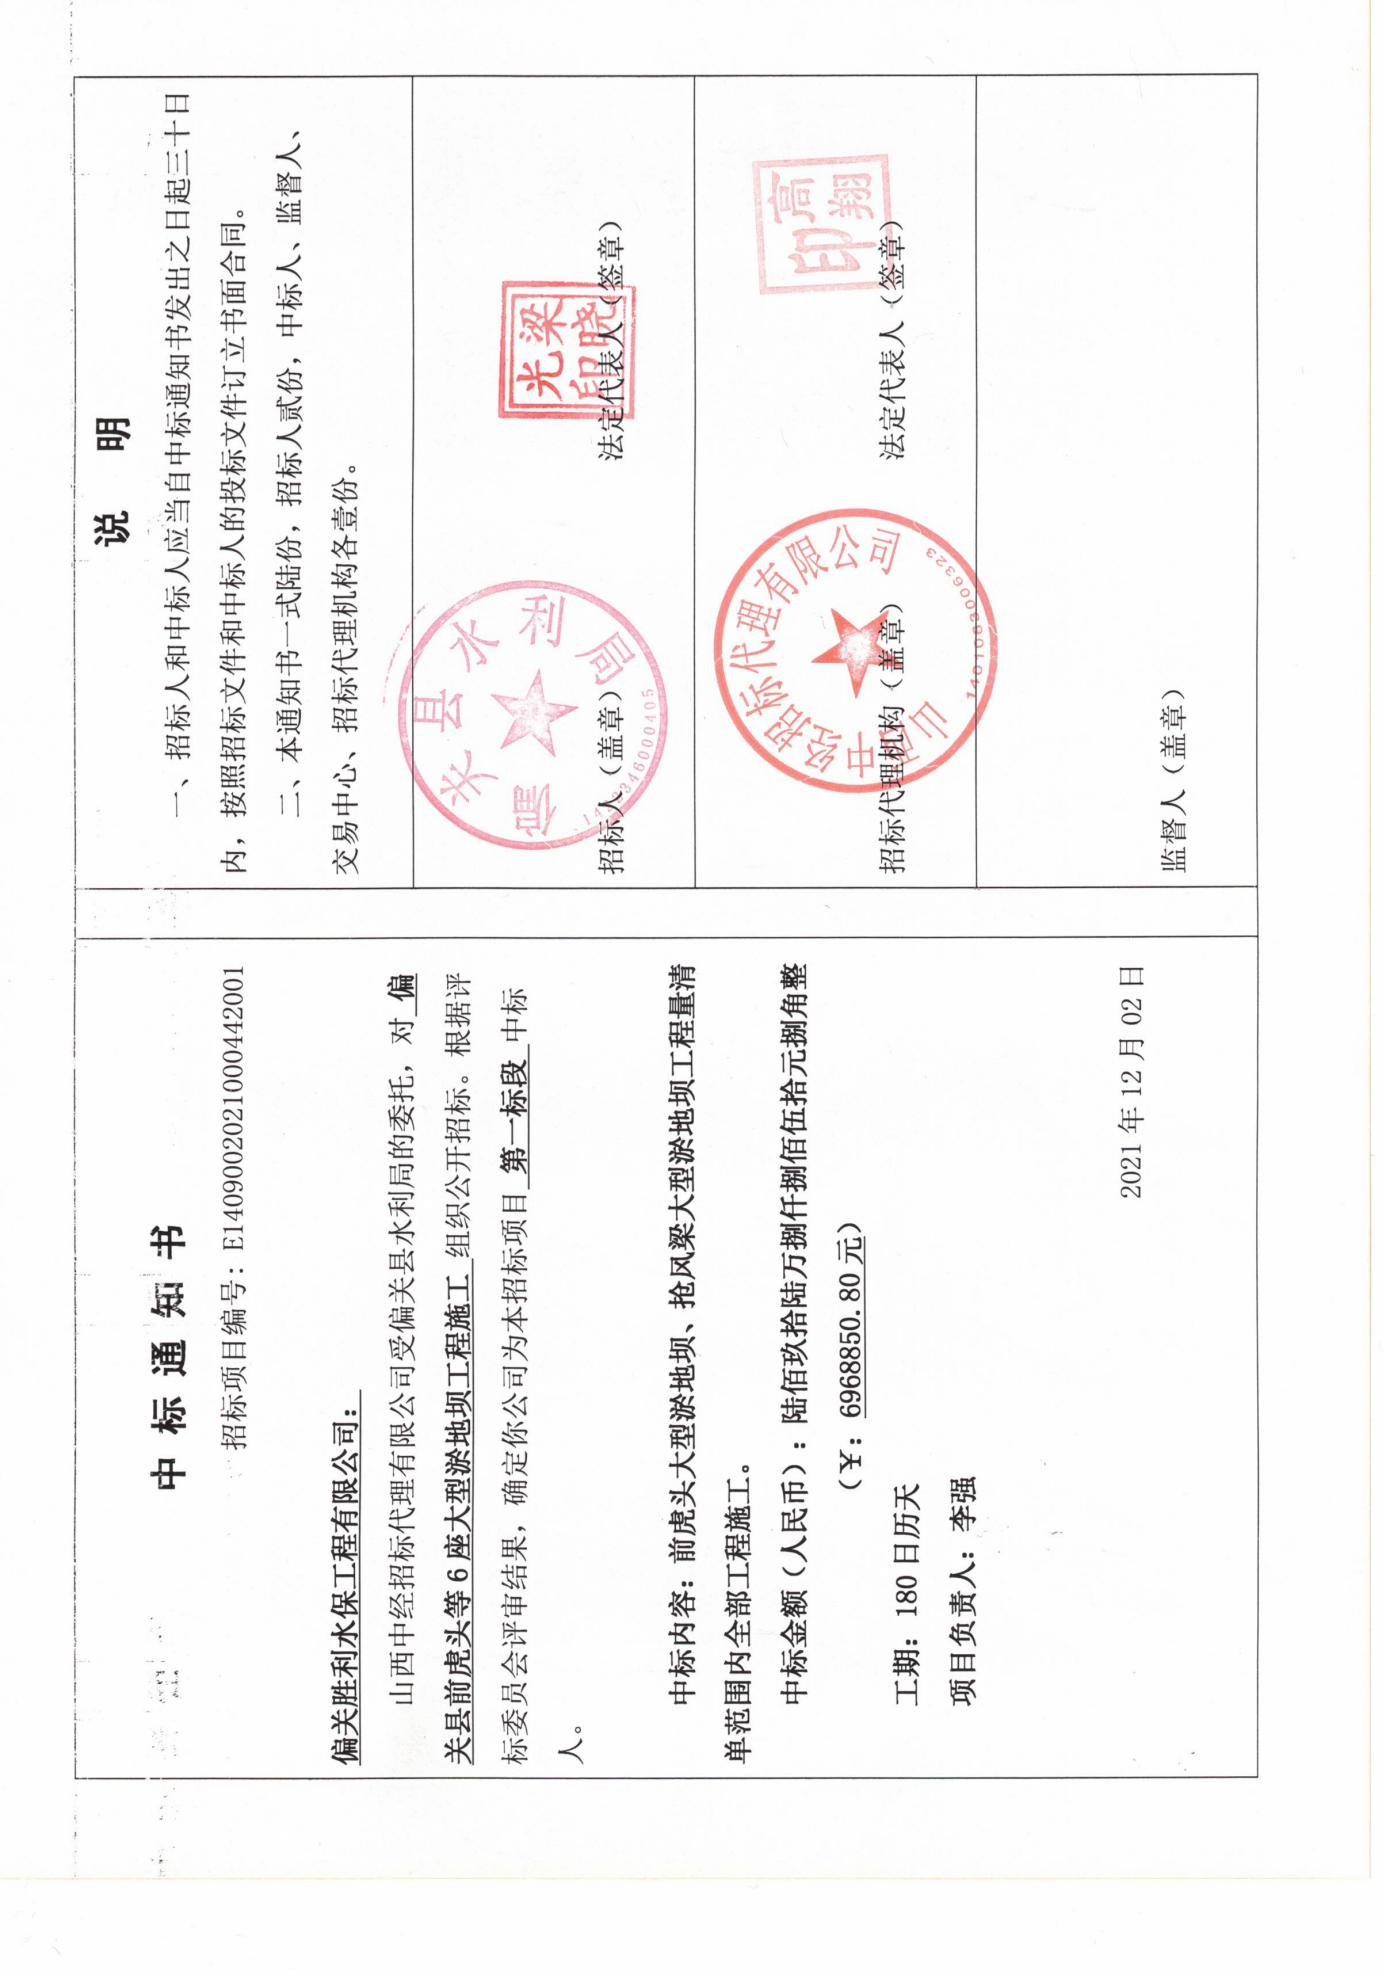 中标通知书
招标项目编号：E1409002021000442001
偏关胜利水保工程有限公司：
山西中经招标代理有限公司受偏关县水利局的委托，对 偏
关县前虎头等6座大型淤地坝工程施工 组织公开招标。根据评
标委员会评审结果，确定你公司为本招标项目 第一标段 中标
人。
中标内容：前虎头大型淤地坝、抢风梁大型淤地坝工程量清
单范围内全部工程施工。
中标金额（人民币）：陆佰玖拾陆万捌仟捌佰伍拾元捌角整
（￥：6968850.80元）
工期：180日历天
项目负责人：李强
2021年12月02日
说 明
一、招标人和中标人应当自中标通知书发出之日起三十日
内，按照招标文件和中标人的投标文件订立书面合同。
二、本通知书一式陆份，招标人贰份，中标人、监督人、
交易中心、招标代理机构各壹份。
招标人（盖章） 法定代表人（签章）
县水利局
梁晓光印
招标代理机构（盖章） 法定代表人（签章）
山西中经招标代理有限公司
高翔印
监督人（盖章）